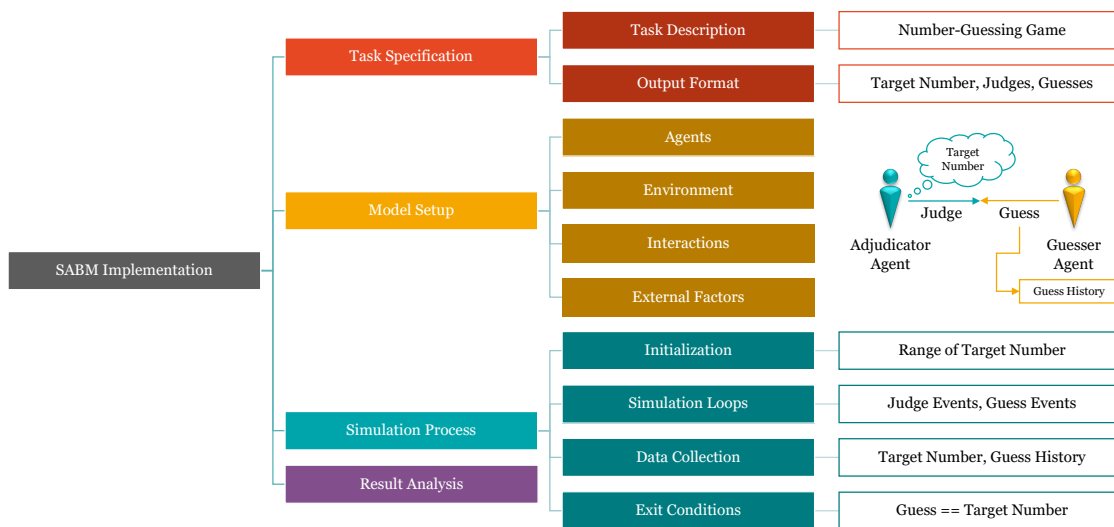 SABM Implementation
Task Specification
Task Description
Number-Guessing Game
Output Format
Target Number, Judges, Guesses
Model Setup
Agents
Environment
Interactions
External Factors
Target
Number
Judge
Guess
Adjudicator
Agent
Guesser
Agent
Guess History
Simulation Process
Initialization
Range of Target Number
Simulation Loops
Judge Events, Guess Events
Data Collection
Target Number, Guess History
Exit Conditions
Guess == Target Number
Result Analysis